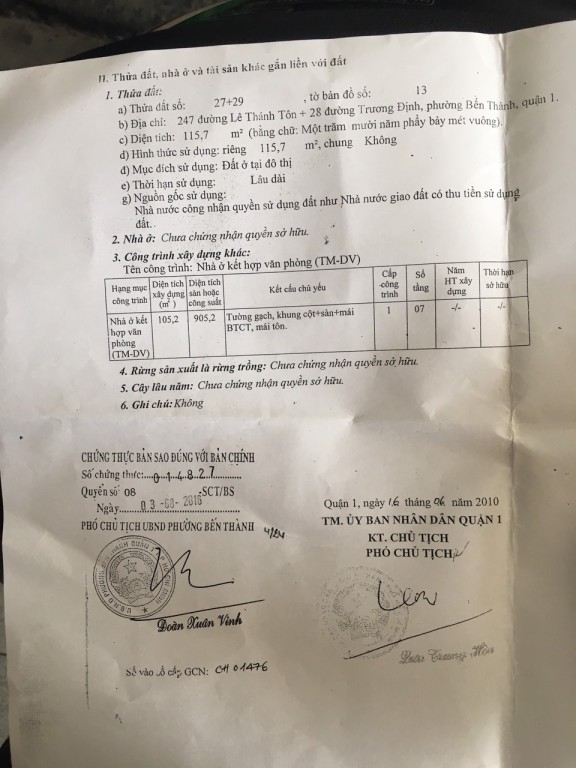 II. Thửa đất, nhà ở và tài sản khác gắn liền với đất
1. Thửa đất:
a) Thửa đất số: 27+29 , tờ bản đồ số: 13
b) Địa chỉ: 247 đường Lê Thánh Tôn + 28 đường Trương Định, phường Bến Thành, quận 1.
c) Diện tích: 115,7 m² (bằng chữ: Một trăm mười năm phẩy bảy mét vuông).
d) Hình thức sử dụng: riêng 115,7 m², chung Không
đ) Mục đích sử dụng: Đất ở tại đô thị
e) Thời hạn sử dụng: Lâu dài
g) Nguồn gốc sử dụng:
Nhà nước công nhận quyền sử dụng đất như Nhà nước giao đất có thu tiền sử dụng
đất..
2. Nhà ở: Chưa chứng nhận quyền sở hữu.
3. Công trình xây dựng khác:
Tên công trình: Nhà ở kết hợp văn phòng (TM-DV)
Hạng mục công trình Diện tích xây dựng (m²) Diện tích sàn hoặc công suất Kết cấu chủ yếu Cấp công trình Số tầng Năm HT xây dựng Thời hạn sở hữu
Nhà ở kết hợp văn phòng (TM-DV) 105,2 905,2 Tường gạch, khung cột+sàn+mái BTCT, mái tôn. 1 07 -/- -/-
4. Rừng sản xuất là rừng trồng: Chưa chứng nhận quyền sở hữu.
5. Cây lâu năm: Chưa chứng nhận quyền sở hữu.
6. Ghi chú: Không
CHỨNG THỰC BẢN SAO ĐÚNG VỚI BẢN CHÍNH
Số chứng thực: 014827
Quyển số 08 -SCT/BS
Ngày 03 -08- 2016
PHÓ CHỦ TỊCH UBND PHƯỜNG BẾN THÀNH
Đoàn Xuân Vinh
Quận 1, ngày 16 tháng 06 năm 2010
TM. ỦY BAN NHÂN DÂN QUẬN 1
KT. CHỦ TỊCH
PHÓ CHỦ TỊCH
Số vào sổ cấp GCN: CH 01476